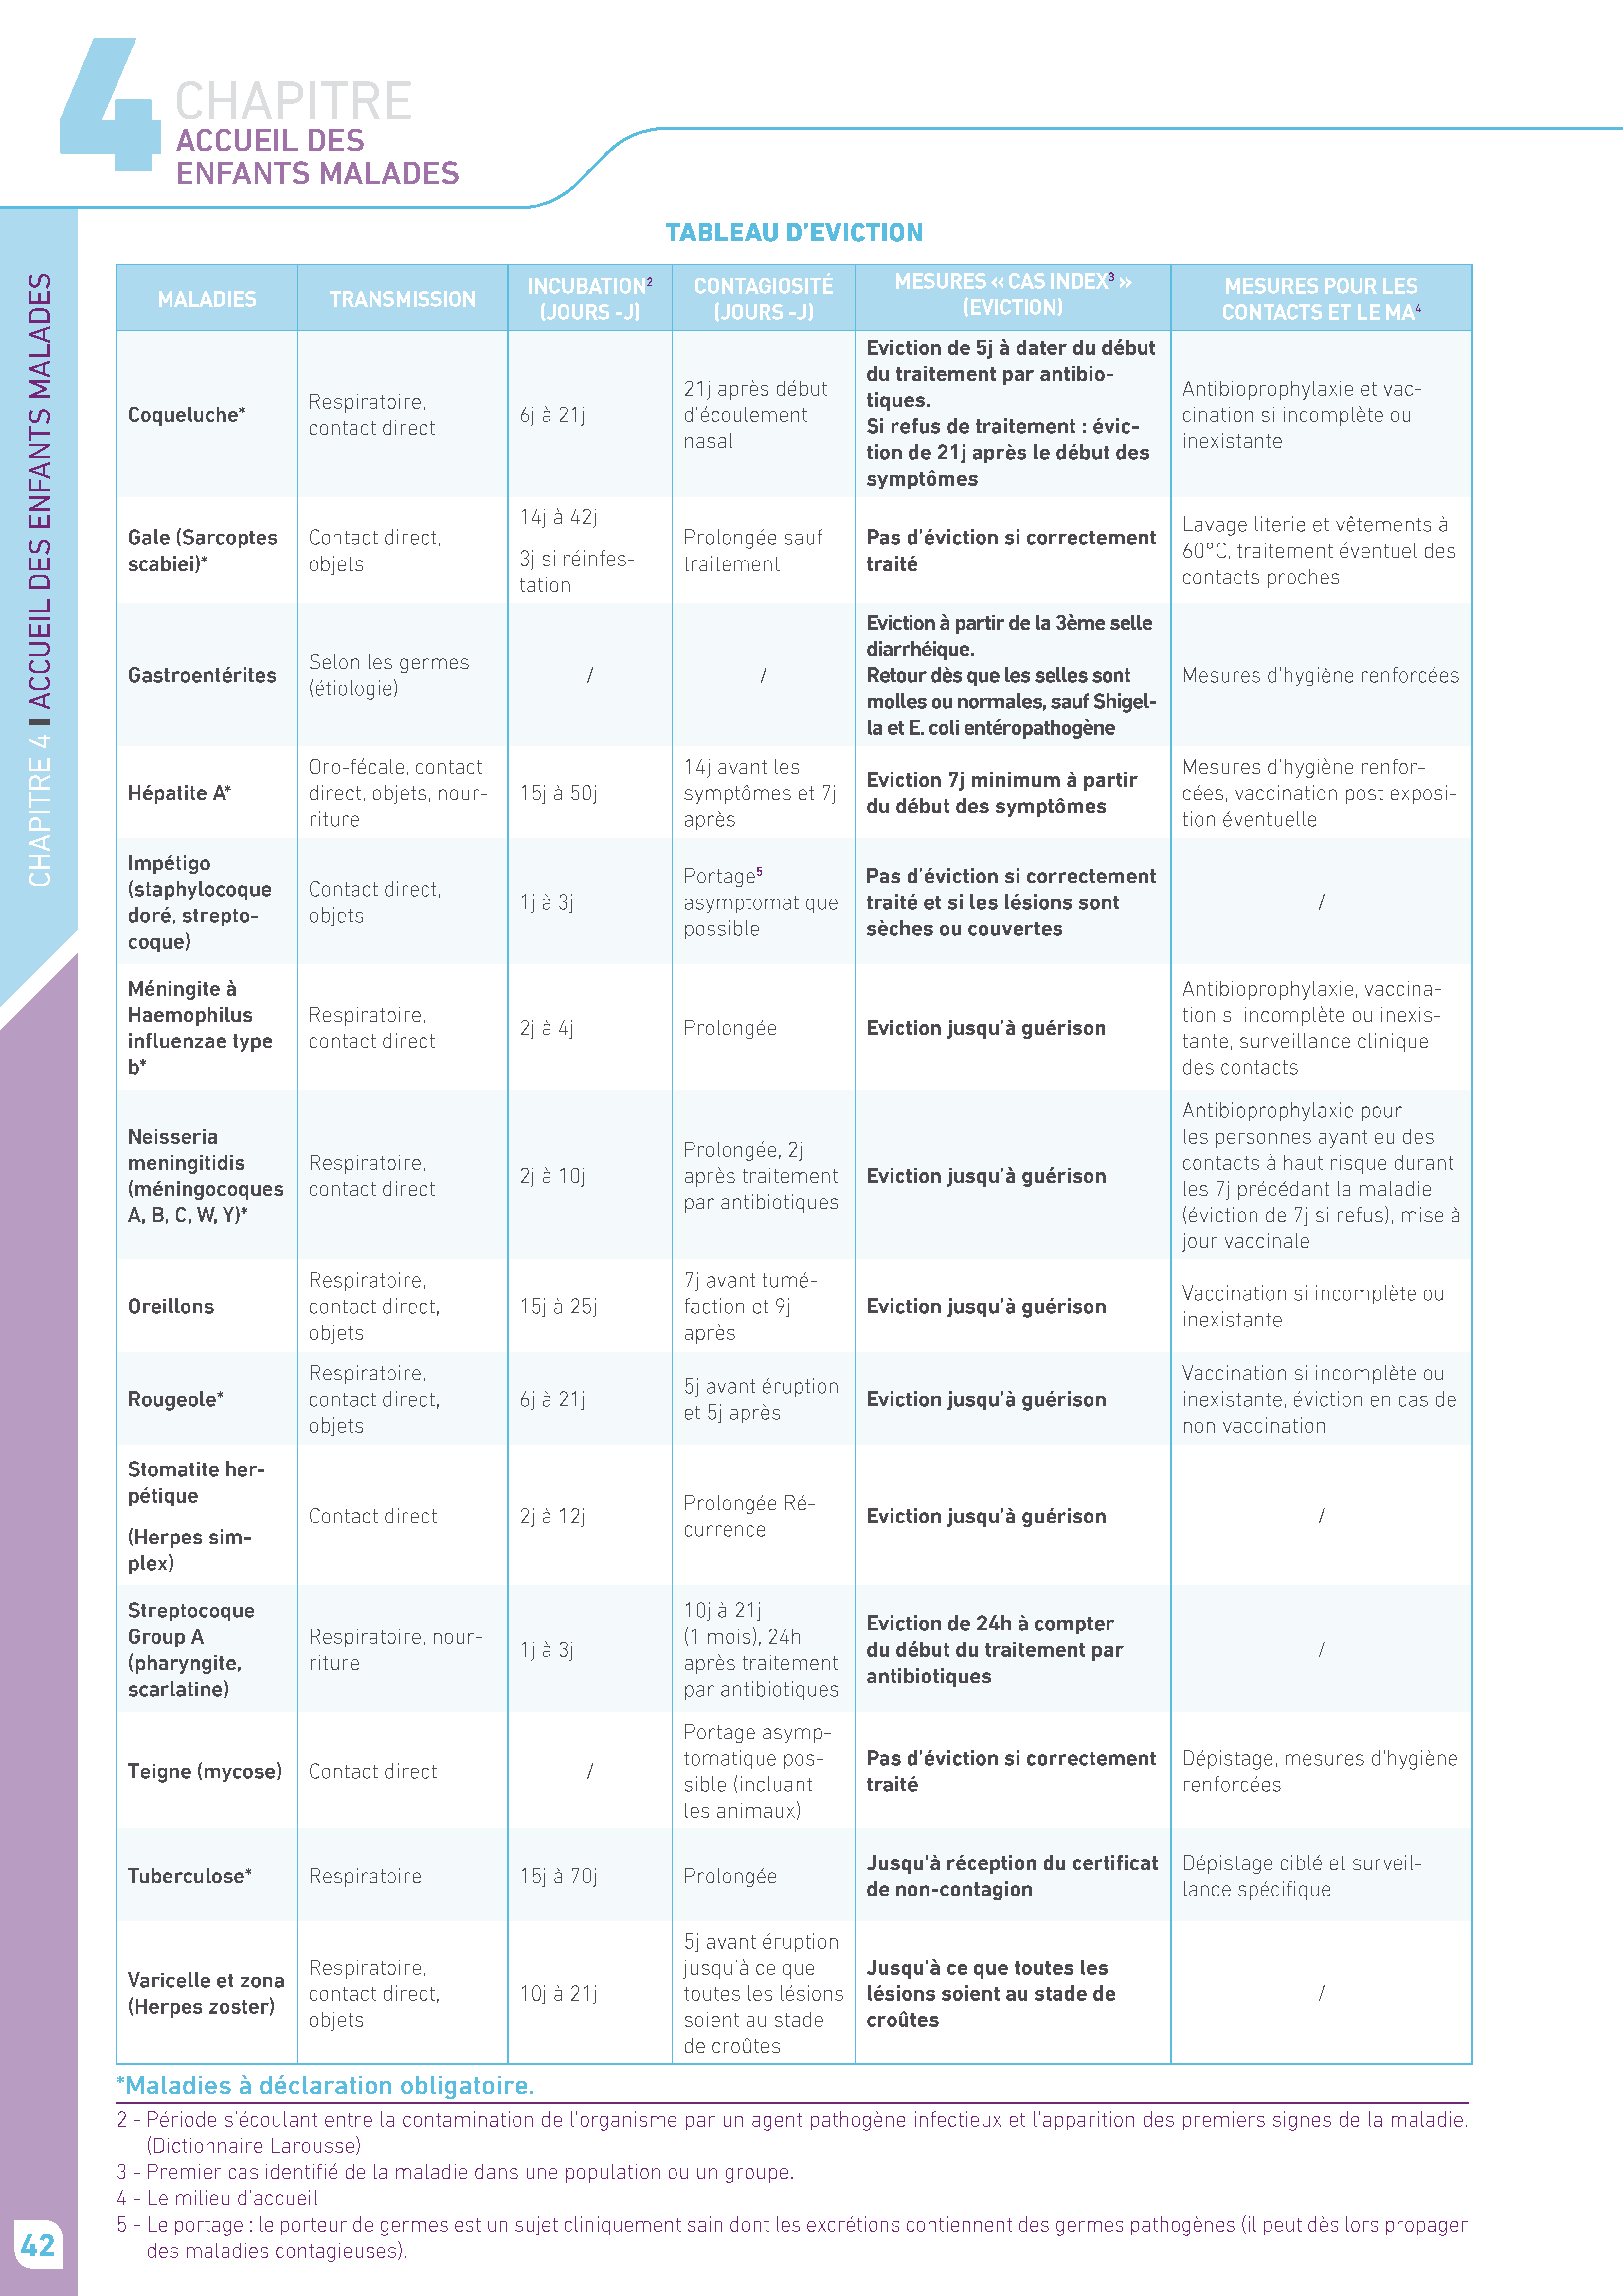 4
CHAPITRE
ACCUEIL DES
ENFANTS MALADES
CHAPITRE 4 ❙ ACCUEIL DES ENFANTS MALADES
TABLEAU D'EVICTION
MALADIES
TRANSMISSION
INCUBATION²
(JOURS -J)
CONTAGIOSITÉ
(JOURS -J)
MESURES « CAS INDEX³ »
(EVICTION)
MESURES POUR LES
CONTACTS ET LE MA⁴
Coqueluche*
Respiratoire,
contact direct
6j à 21j
21j après début
d'écoulement
nasal
Eviction de 5j à dater du début
du traitement par antibio-
tiques.
Si refus de traitement : évic-
tion de 21j après le début des
symptômes
Antibioprophylaxie et vac-
cination si incomplète ou
inexistante
Gale (Sarcoptes
scabiei)*
Contact direct,
objets
14j à 42j
3j si réinfes-
tation
Prolongée sauf
traitement
Pas d'éviction si correctement
traité
Lavage literie et vêtements à
60°C, traitement éventuel des
contacts proches
Gastroentérites
Selon les germes
(étiologie)
/
/
Eviction à partir de la 3ème selle
diarrhéique.
Retour dès que les selles sont
molles ou normales, sauf Shigel-
la et E. coli entéropathogène
Mesures d'hygiène renforcées
Hépatite A*
Oro-fécale, contact
direct, objets, nour-
riture
15j à 50j
14j avant les
symptômes et 7j
après
Eviction 7j minimum à partir
du début des symptômes
Mesures d'hygiène renfor-
cées, vaccination post exposi-
tion éventuelle
Impétigo
(staphylocoque
doré, strepto-
coque)
Contact direct,
objets
1j à 3j
Portage⁵
asymptomatique
possible
Pas d'éviction si correctement
traité et si les lésions sont
sèches ou couvertes
/
Méningite à
Haemophilus
influenzae type
b*
Respiratoire,
contact direct
2j à 4j
Prolongée
Eviction jusqu'à guérison
Antibioprophylaxie, vaccina-
tion si incomplète ou inexis-
tante, surveillance clinique
des contacts
Neisseria
meningitidis
(méningocoques
A, B, C, W, Y)*
Respiratoire,
contact direct
2j à 10j
Prolongée, 2j
après traitement
par antibiotiques
Eviction jusqu'à guérison
Antibioprophylaxie pour
les personnes ayant eu des
contacts à haut risque durant
les 7j précédant la maladie
(éviction de 7j si refus), mise à
jour vaccinale
Oreillons
Respiratoire,
contact direct,
objets
15j à 25j
7j avant tumé-
faction et 9j
après
Eviction jusqu'à guérison
Vaccination si incomplète ou
inexistante
Rougeole*
Respiratoire,
contact direct,
objets
6j à 21j
5j avant éruption
et 5j après
Eviction jusqu'à guérison
Vaccination si incomplète ou
inexistante, éviction en cas de
non vaccination
Stomatite her-
pétique
(Herpes sim-
plex)
Contact direct
2j à 12j
Prolongée Ré-
currence
Eviction jusqu'à guérison
/
Streptocoque
Group A
(pharyngite,
scarlatine)
Respiratoire, nour-
riture
1j à 3j
10j à 21j
(1 mois), 24h
après traitement
par antibiotiques
Eviction de 24h à compter
du début du traitement par
antibiotiques
/
Teigne (mycose)
Contact direct
/
Portage asymp-
tomatique pos-
sible (incluant
les animaux)
Pas d'éviction si correctement
traité
Dépistage, mesures d'hygiène
renforcées
Tuberculose*
Respiratoire
15j à 70j
Prolongée
Jusqu'à réception du certificat
de non-contagion
Dépistage ciblé et surveil-
lance spécifique
Varicelle et zona
(Herpes zoster)
Respiratoire,
contact direct,
objets
10j à 21j
5j avant éruption
jusqu'à ce que
toutes les lésions
soient au stade
de croûtes
Jusqu'à ce que toutes les
lésions soient au stade de
croûtes
/
*Maladies à déclaration obligatoire.
2 - Période s'écoulant entre la contamination de l'organisme par un agent pathogène infectieux et l'apparition des premiers signes de la maladie.
(Dictionnaire Larousse)
3 - Premier cas identifié de la maladie dans une population ou un groupe.
4 - Le milieu d'accueil
5 - Le portage : le porteur de germes est un sujet cliniquement sain dont les excrétions contiennent des germes pathogènes (il peut dès lors propager
des maladies contagieuses).
42